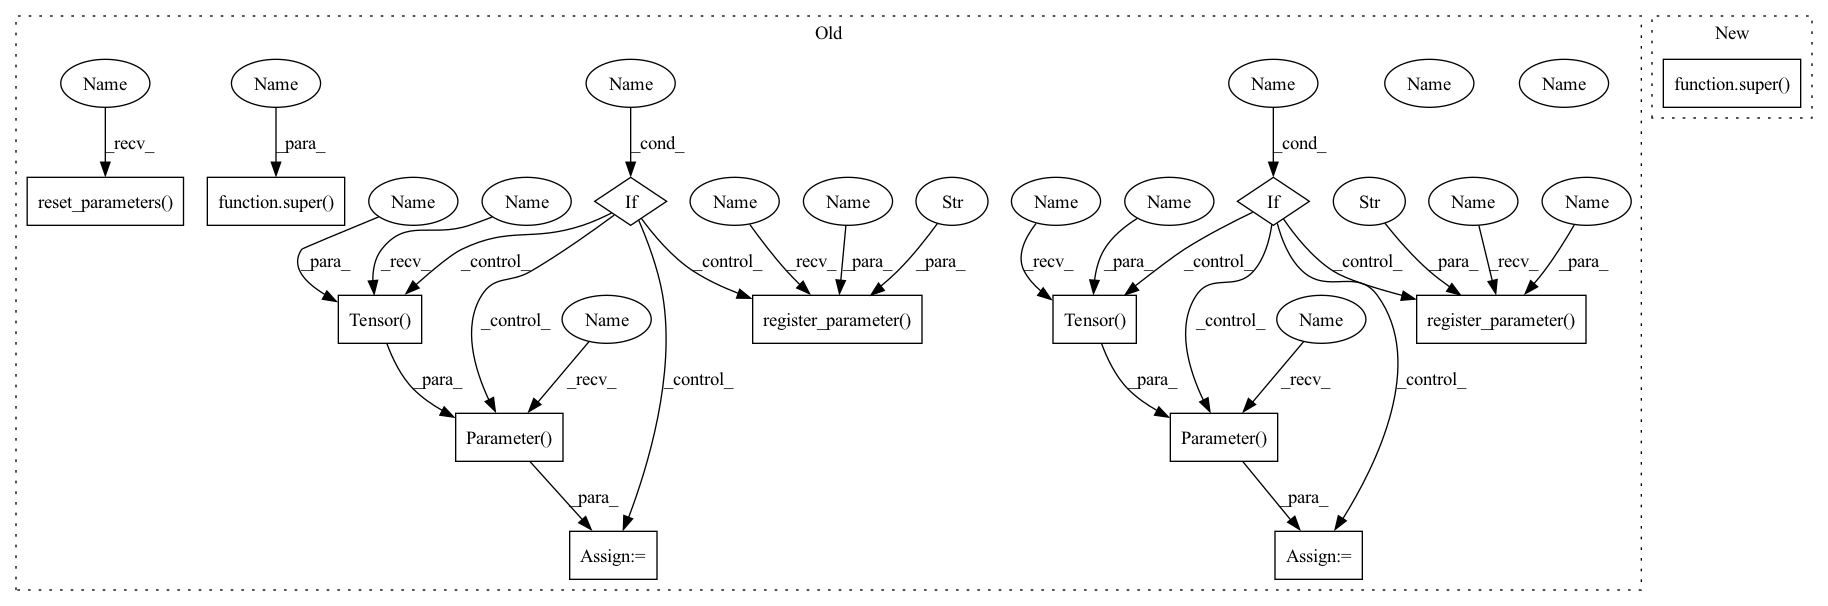 Old
New
Name
Name
Name
Name
Name
Name
function.super()
_recv_
_para_
_cond_
_cond_
reset_parameters()
function.super()
Name
Name
If
Name
Name
Str
Name
Name
If
Str
Name
Name
_para_
_recv_
_control_
_control_
_recv_
_para_
_para_
_recv_
_para_
_control_
_control_
_para_
_recv_
_para_
Tensor()
_control_
Name
register_parameter()
Tensor()
_control_
Name
register_parameter()
_para_
_recv_
_control_
_para_
_recv_
_control_
Parameter()
Parameter()
_para_
_para_
Assign:=
Assign:=